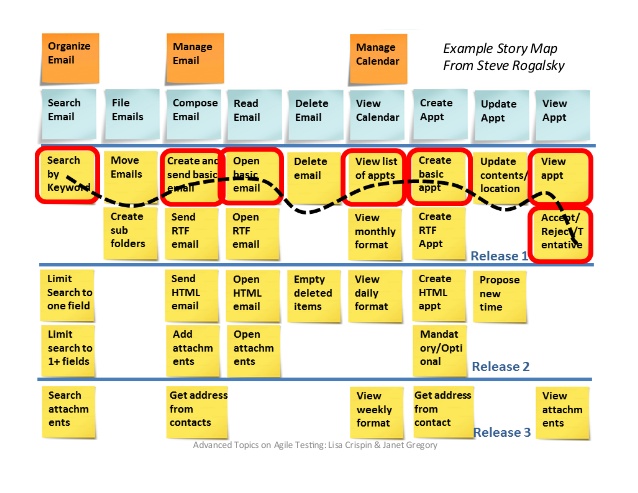 Organize
Email
Manage
Email
Manage
Calendar
Example Story Map
From Steve Rogalsky
Search
Email
File
Emails
Compose
Email
Read
Email
Delete
Email
View
Calendar
Create
Appt
Update
Appt
View
Appt
Search
by
Keyword
Move
Emails
Create and
send basic
email
Open
basic
email
Delete
email
View list
of appts
Create
basic
appt
Update
contents/
location
View
appt
Create
sub
folders
Send
RTF
email
Open
RTF
email
View
monthly
format
Create
RTF
Appt
Accept/
Reject/T
entative
Release 1
Limit
Search to
one field
Send
HTML
email
Open
HTML
email
Empty
deleted
items
View
daily
format
Create
HTML
appt
Propose
new
time
Limit
search to
1+ fields
Add
attachm
ents
Open
attachm
ents
Mandat
ory/Opti
onal
Release 2
Search
attachm
ents
Get address
from
contacts
View
weekly
format
Get address
from
contact
View
attachm
ents
Release 3
Advanced Topics on Agile Testing: Lisa Crispin & Janet Gregory